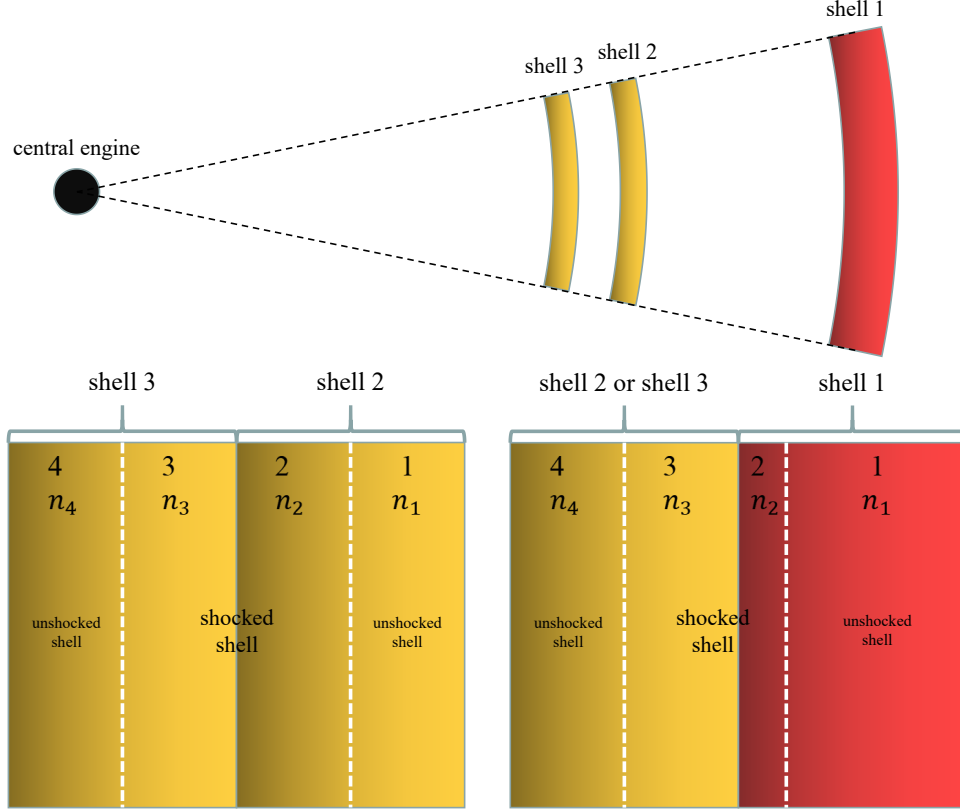 shell 1
shell 2
shell 3
central engine
shell 3
shell 2
shell 2 or shell 3
shell 1
4
3
2
1
n₄
n₃
n₂
n₁
unshocked
shell
shocked
shell
unshocked
shell
4
3
2
1
n₄
n₃
n₂
n₁
unshocked
shell
shocked
shell
unshocked
shell